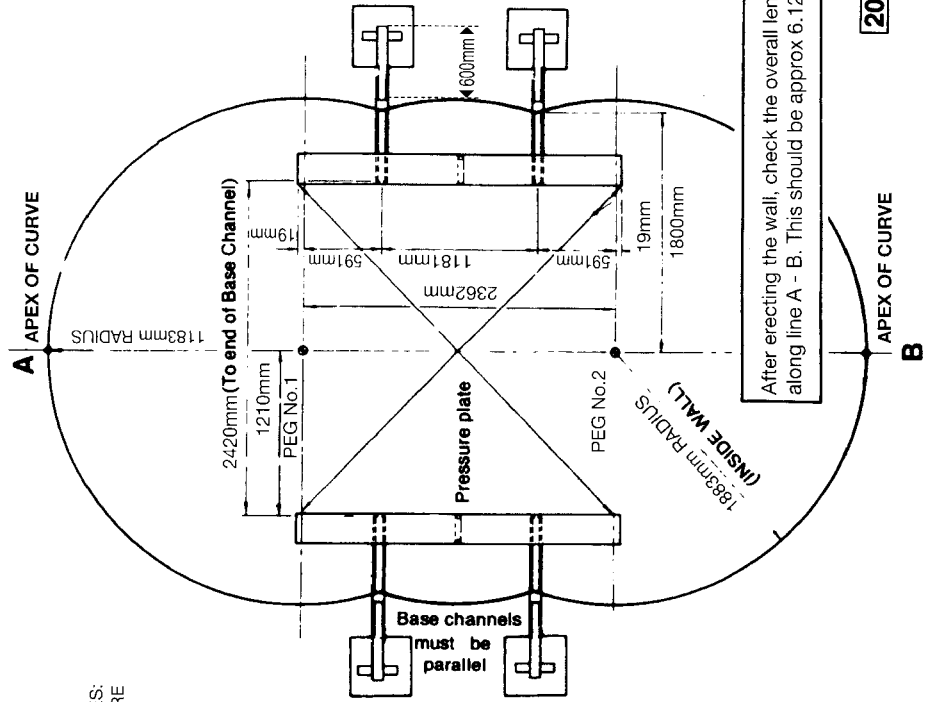 A APEX OF CURVE
1183mm RADIUS
2420mm (To end of Base Channel)
1210mm
PEG No.1
19mm
591mm
1181mm
591mm
2362mm
19mm
1800mm
600mm
Pressure plate
PEG No.2
1883mm RADIUS
(INSIDE WALL)
Base channels
must be
parallel
APEX OF CURVE
B
After erecting the wall, check the overall len
along line A - B. This should be approx 6.12
20
ES:
RE